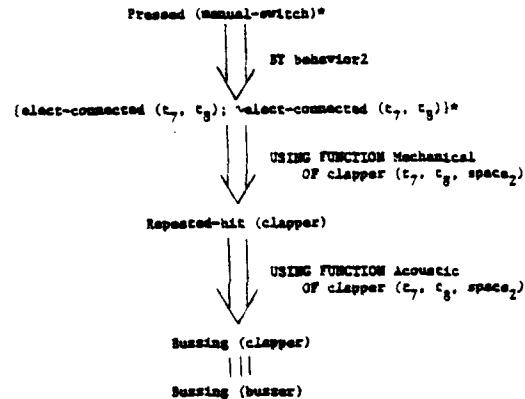 Pressed (manual-switch)*
BY behavior2
{elect-connected (t7, t8); ~elect-connected (t7, t8)}*
USING FUNCTION Mechanical
OF clapper (t7, t8, space2)
Repeated-hit (clapper)
USING FUNCTION Acoustic
OF clapper (t7, t8, space2)
Buzzing (clapper)
Buzzing (buzzer)